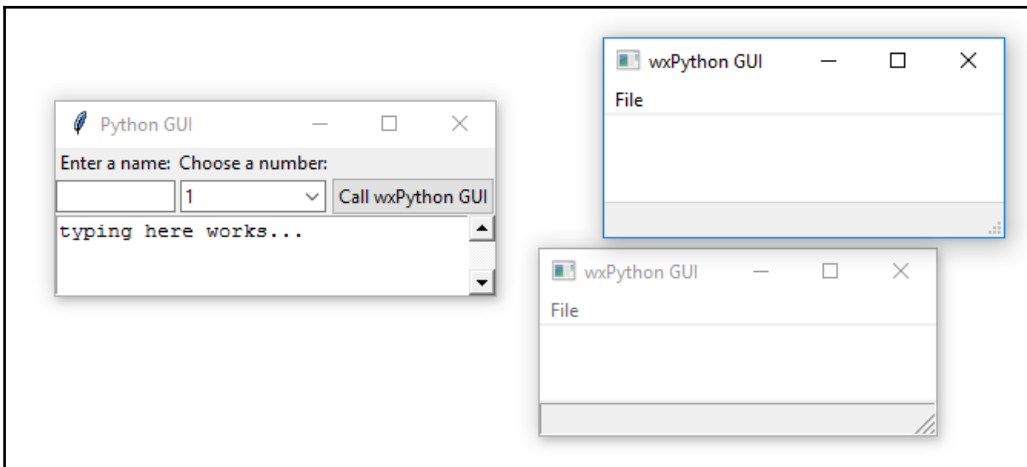 Python GUI
Enter a name: Choose a number:
1
Call wxPython GUI
typing here works...
wxPython GUI
File
wxPython GUI
File